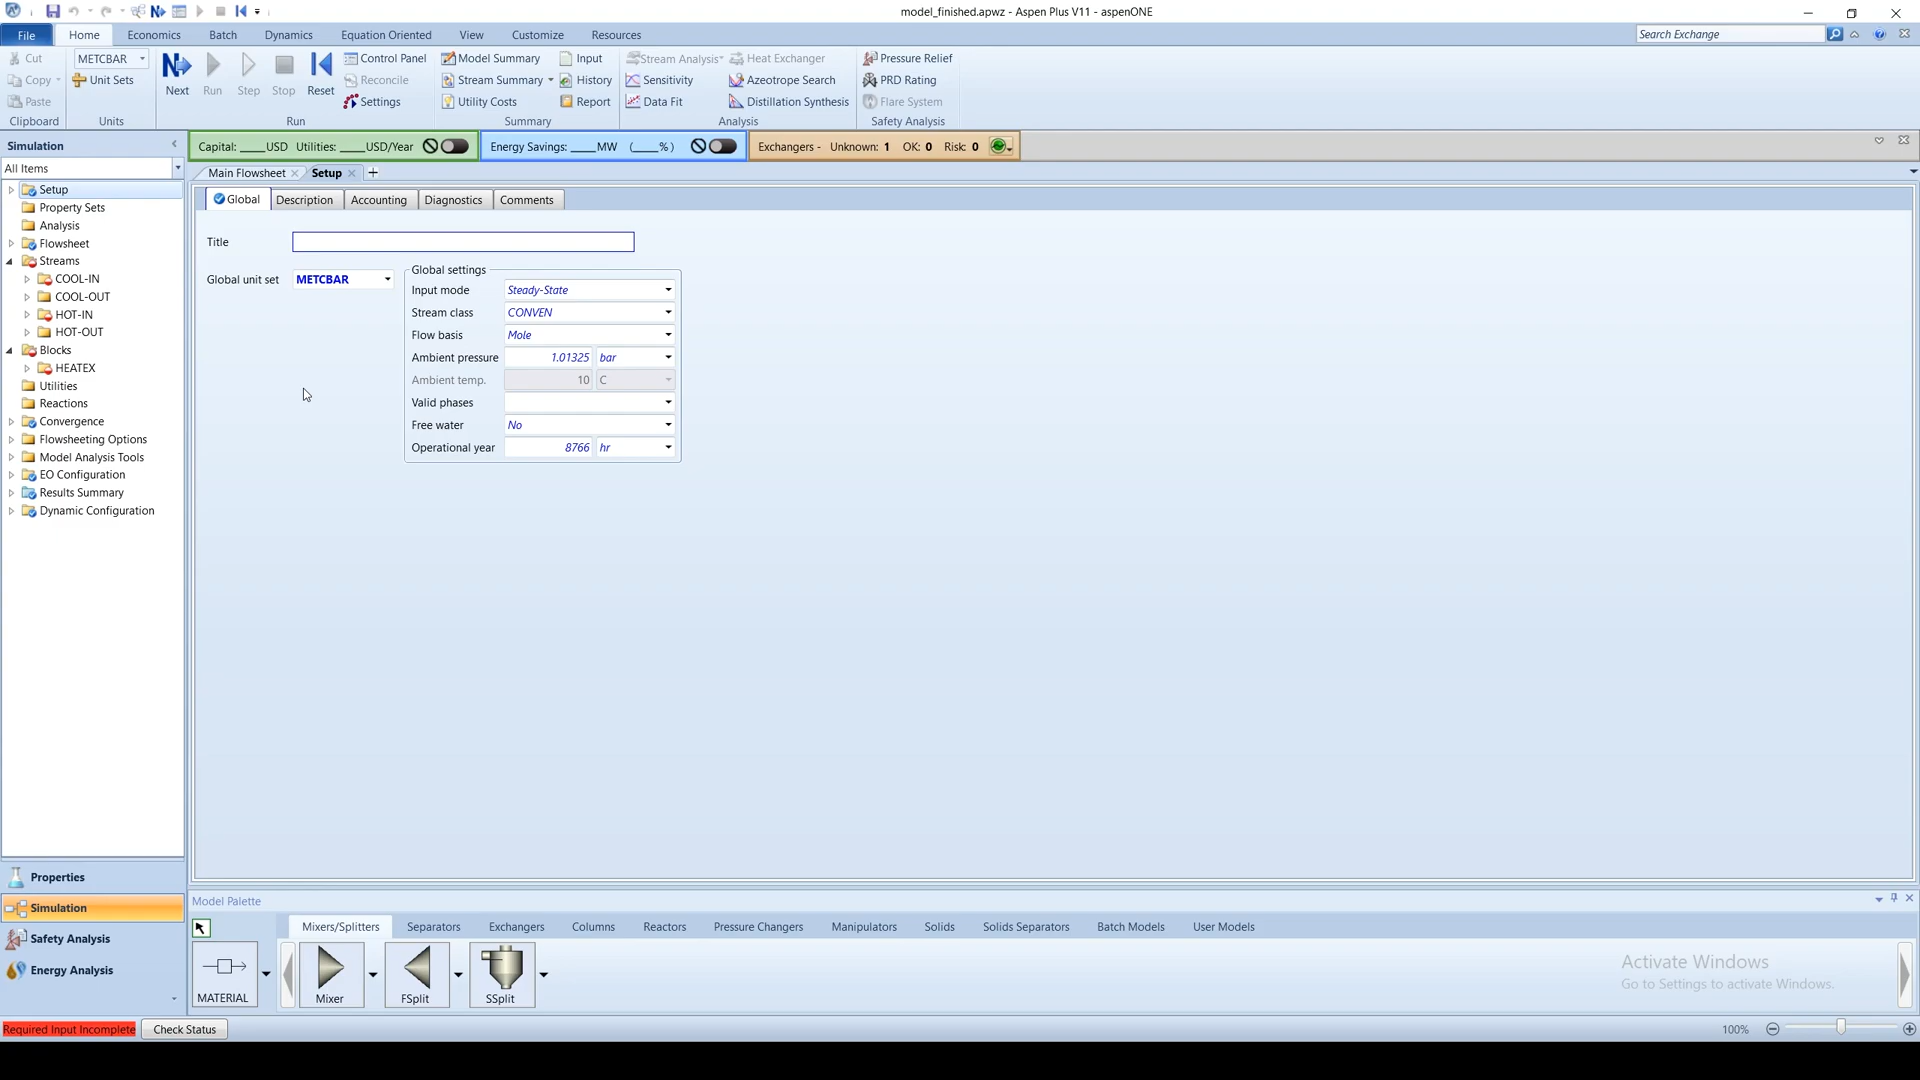 model_finished.apwz - Aspen Plus V11 - aspenONE
File Home Economics Batch Dynamics Equation Oriented View Customize Resources Search Exchange
Cut METCBAR Control Panel Model Summary Input Stream Analysis Heat Exchanger Pressure Relief
Copy Unit Sets Next Run Step Stop Reset Reconcile Stream Summary History Sensitivity Azeotrope Search PRD Rating
Paste Settings Utility Costs Report Data Fit Distillation Synthesis Flare System
Clipboard Units Run Summary Analysis Safety Analysis
Simulation Capital: ____USD Utilities: ____USD/Year Energy Savings: ____MW (____%) Exchangers - Unknown: 1 OK: 0 Risk: 0
All Items Main Flowsheet Setup +
Setup
Property Sets
Analysis
Flowsheet
Streams
COOL-IN
COOL-OUT
HOT-IN
HOT-OUT
Blocks
HEATEX
Utilities
Reactions
Convergence
Flowsheeting Options
Model Analysis Tools
EO Configuration
Results Summary
Dynamic Configuration
Global Description Accounting Diagnostics Comments
Title
Global unit set METCBAR
Global settings
Input mode Steady-State
Stream class CONVEN
Flow basis Mole
Ambient pressure 1.01325 bar
Ambient temp. 10 C
Valid phases
Free water No
Operational year 8766 hr
Properties
Simulation
Safety Analysis
Energy Analysis
Model Palette
Mixers/Splitters Separators Exchangers Columns Reactors Pressure Changers Manipulators Solids Solids Separators Batch Models User Models
MATERIAL Mixer FSplit SSplit
Activate Windows
Go to Settings to activate Windows.
Required Input Incomplete Check Status 100%